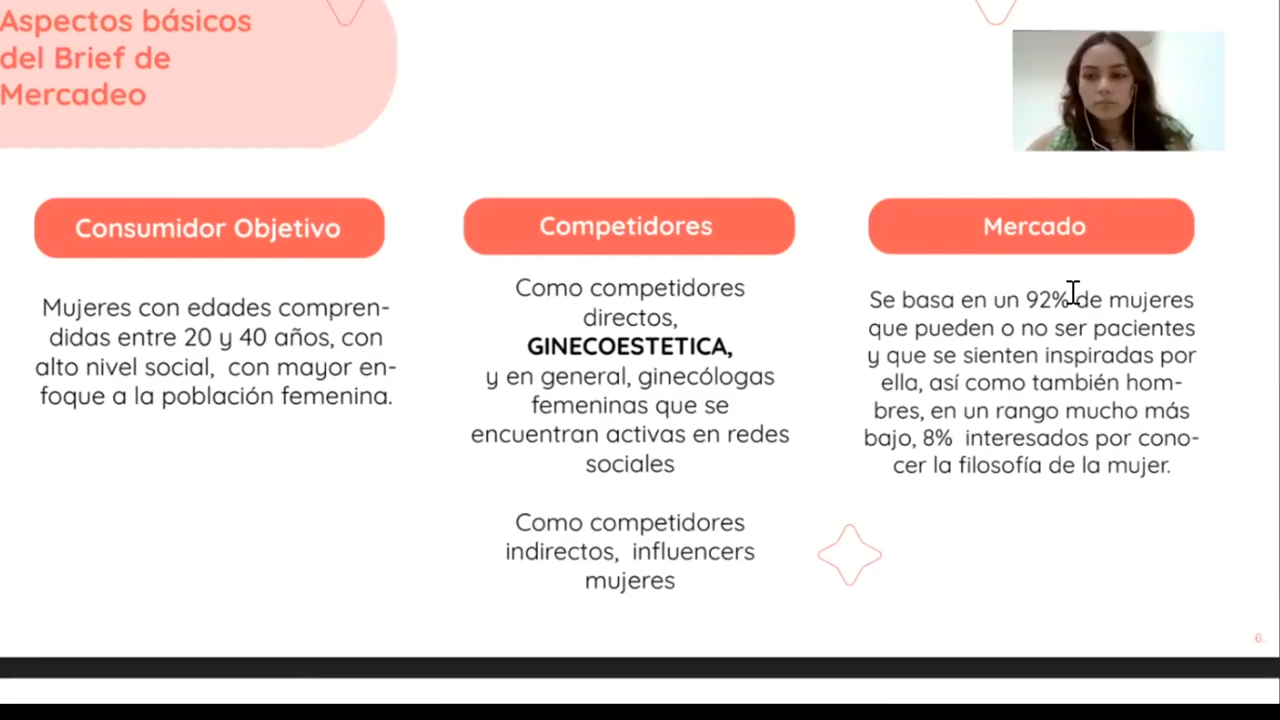 Aspectos básicos
del Brief de
Mercadeo
Consumidor Objetivo
Mujeres con edades compren-
didas entre 20 y 40 años, con
alto nivel social, con mayor en-
foque a la población femenina.
Competidores
Como competidores
directos,
GINECOESTETICA,
y en general, ginecólogas
femeninas que se
encuentran activas en redes
sociales
Como competidores
indirectos, influencers
mujeres
Mercado
Se basa en un 92% de mujeres
que pueden o no ser pacientes
y que se sienten inspiradas por
ella, así como también hom-
bres, en un rango mucho más
bajo, 8% interesados por cono-
cer la filosofía de la mujer.
6.